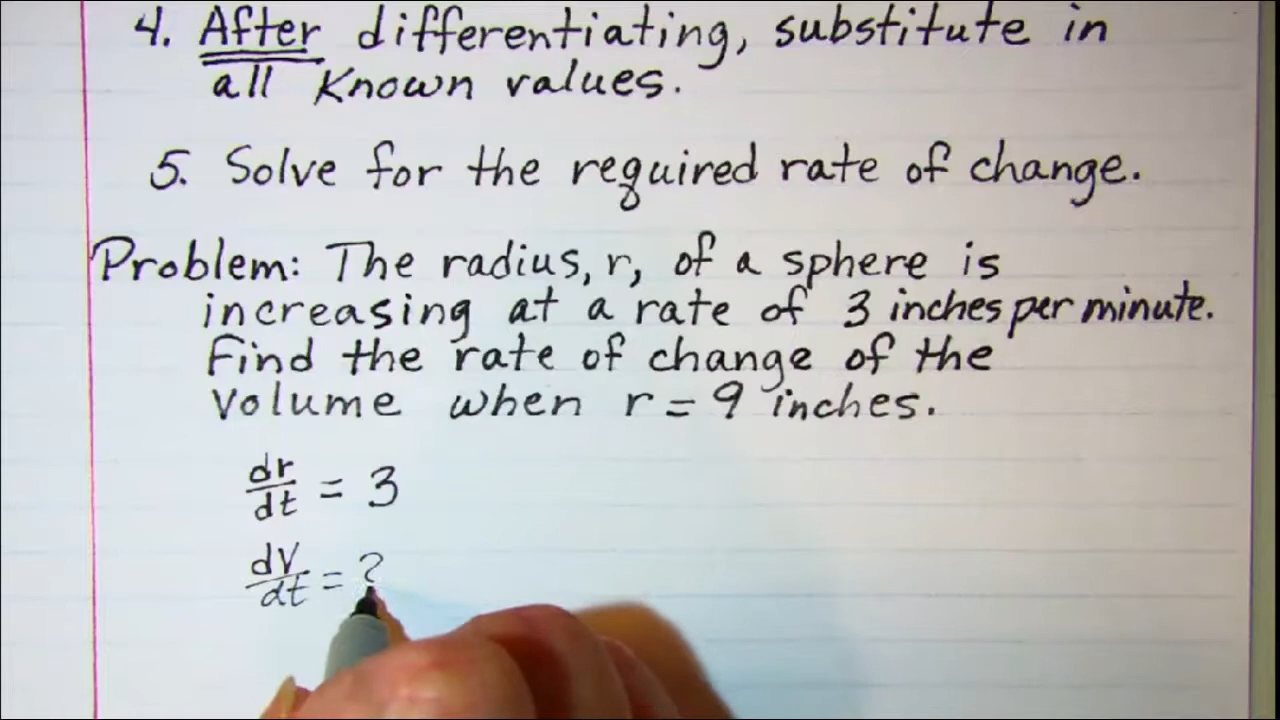 4. After differentiating, substitute in
all known values.
5. Solve for the required rate of change.
Problem: The radius, r, of a sphere is
increasing at a rate of 3 inches per minute.
Find the rate of change of the
Volume when r = 9 inches.
dr/dt = 3
dV/dt = ?